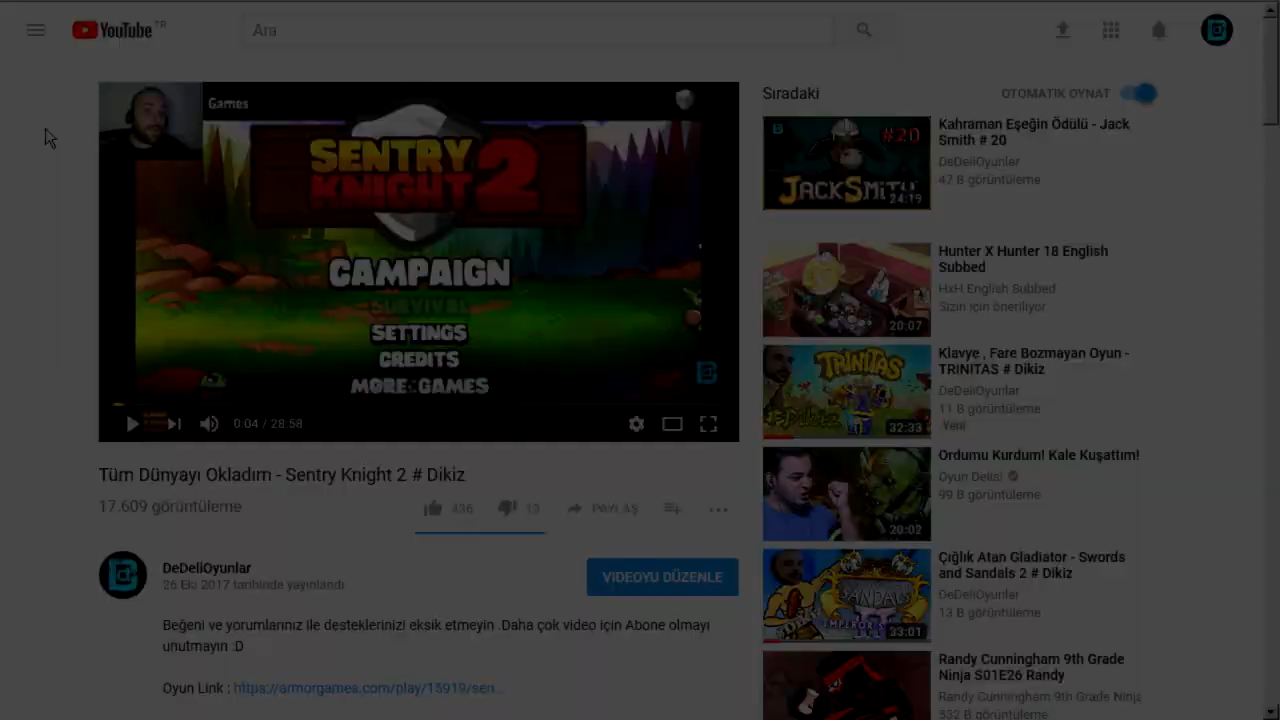 YouTube TR
Ara
Games
SENTRY
KNIGHT 2
CAMPAIGN
SURVIVAL
SETTINGS
CREDITS
MORE GAMES
0:04 / 28:58
Tüm Dünyayı Okladım - Sentry Knight 2 # Dikiz
17.609 görüntüleme
436
13
PAYLAŞ
DeDeliOyunlar
26 Eki 2017 tarihinde yayınlandı
VIDEOYU DÜZENLE
Beğeni ve yorumlarınız ile desteklerinizi eksik etmeyin .Daha çok video için Abone olmayı
unutmayın :D
Oyun Link : https://armorgames.com/play/15919/sen...
Sıradaki
OTOMATİK OYNAT
#20
JACKSMITH
24:19
Kahraman Eşeğin Ödülü - Jack
Smith # 20
DeDeliOyunlar
47 B görüntüleme
20:07
Hunter X Hunter 18 English
Subbed
HxH English Subbed
Sizin için öneriliyor
TRINITAS
#Dikiz
32:33
Klavye , Fare Bozmayan Oyun -
TRINITAS # Dikiz
DeDeliOyunlar
11 B görüntüleme
Yeni
20:02
Ordumu Kurdum! Kale Kuşattım!
Oyun Delisi
99 B görüntüleme
SANDALS
33:01
Çığlık Atan Gladiator - Swords
and Sandals 2 # Dikiz
DeDeliOyunlar
13 B görüntüleme
Randy Cunningham 9th Grade
Ninja S01E26 Randy
Randy Cunningham 9th Grade Ninja
532 B görüntüleme